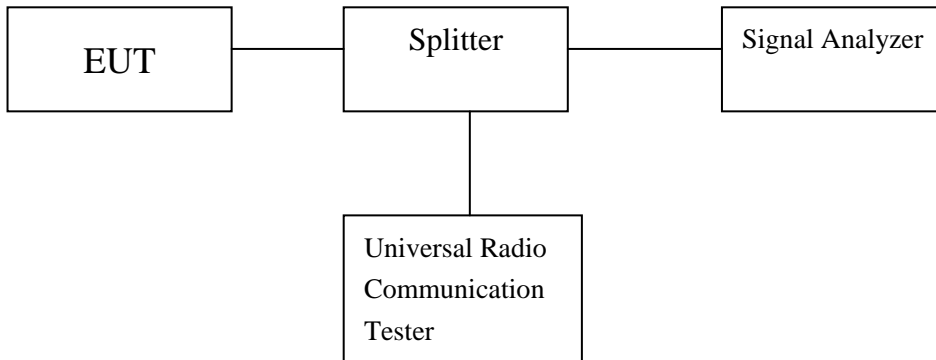 EUT
Splitter
Signal Analyzer
Universal Radio
Communication
Tester